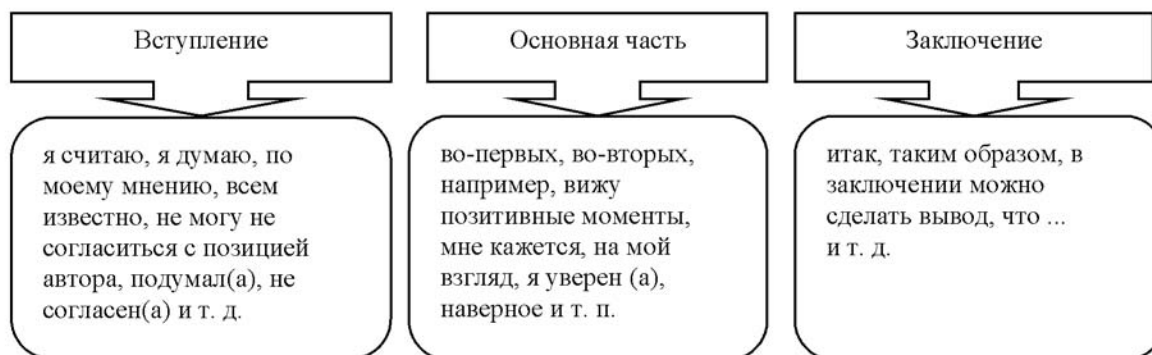 Вступление
я считаю, я думаю, по
моему мнению, всем
известно, не могу не
согласиться с позицией
автора, подумал(а), не
согласен(а) и т. д.
Основная часть
во-первых, во-вторых,
например, вижу
позитивные моменты,
мне кажется, на мой
взгляд, я уверен (а),
наверное и т. п.
Заключение
итак, таким образом, в
заключении можно
сделать вывод, что ...
и т. д.